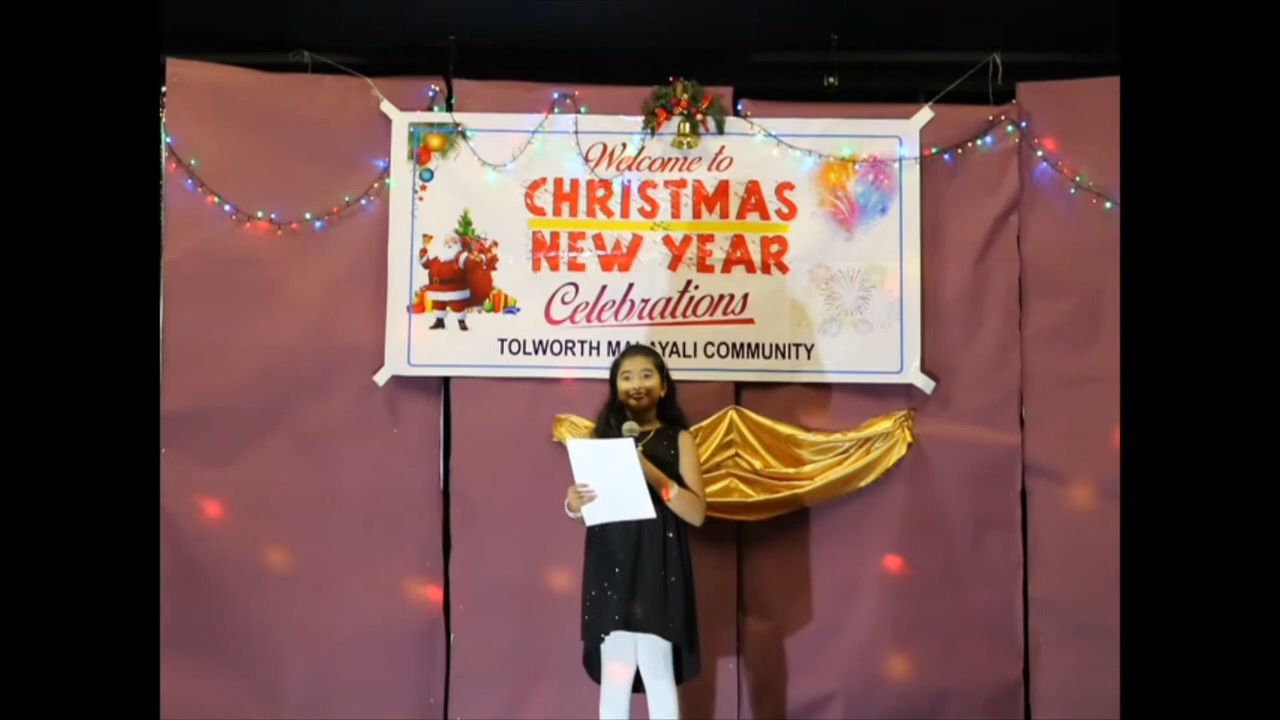 Welcome to
CHRISTMAS
&
NEW YEAR
Celebrations
TOLWORTH MALAYALI COMMUNITY